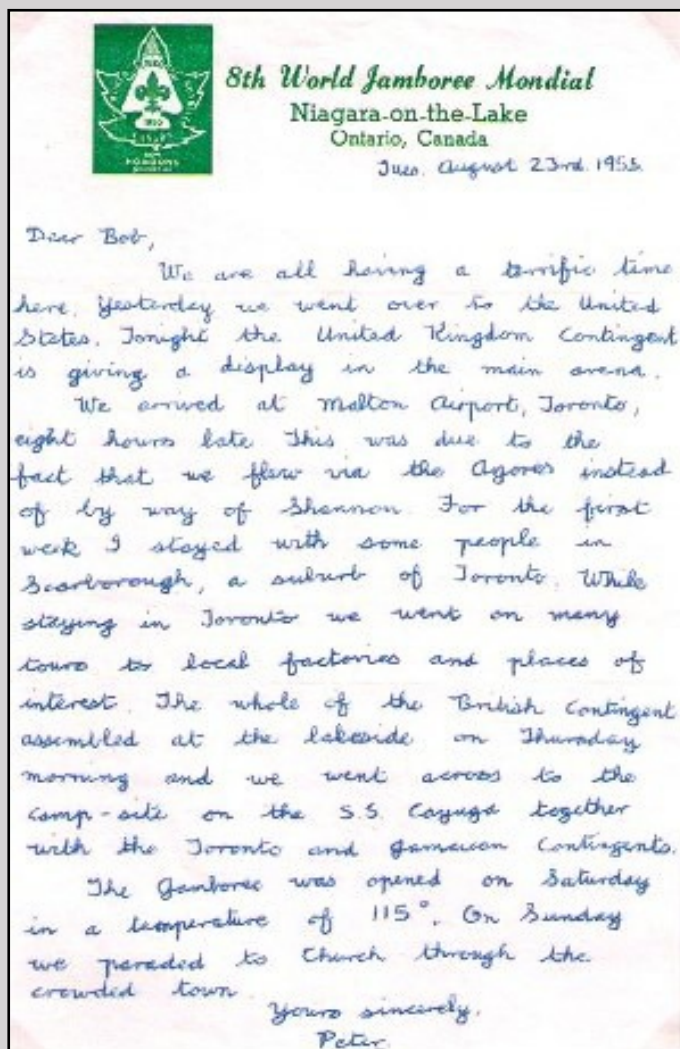 JAMBOREE
1955
CANADA
NEW
HORIZONS
8th World Jamboree Mondial
Niagara-on-the-Lake
Ontario, Canada
Tues. August 23rd. 1955.
Dear Bob,
We are all having a terrific time
here. Yesterday we went over to the United
States. Tonight the United Kingdom Contingent
is giving a display in the main arena.
We arrived at Malton Airport, Toronto,
eight hours late. This was due to the
fact that we flew via the Azores instead
of by way of Shannon. For the first
week I stayed with some people in
Scarborough, a suburb of Toronto. While
staying in Toronto we went on many
tours to local factories and places of
interest. The whole of the British Contingent
assembled at the lakeside on Thursday
morning and we went across to the
camp-site on the S.S. Cayuga together
with the Toronto and Jamaican Contingents.
The Jamboree was opened on Saturday
in a temperature of 115°. On Sunday
we paraded to Church through the
crowded town.
Yours sincerely,
Peter.